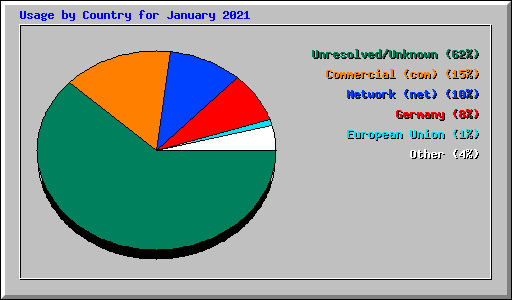 Usage by Country for January 2021
Unresolved/Unknown (62%)
Commercial (com) (15%)
Network (net) (10%)
Germany (8%)
European Union (1%)
Other (4%)